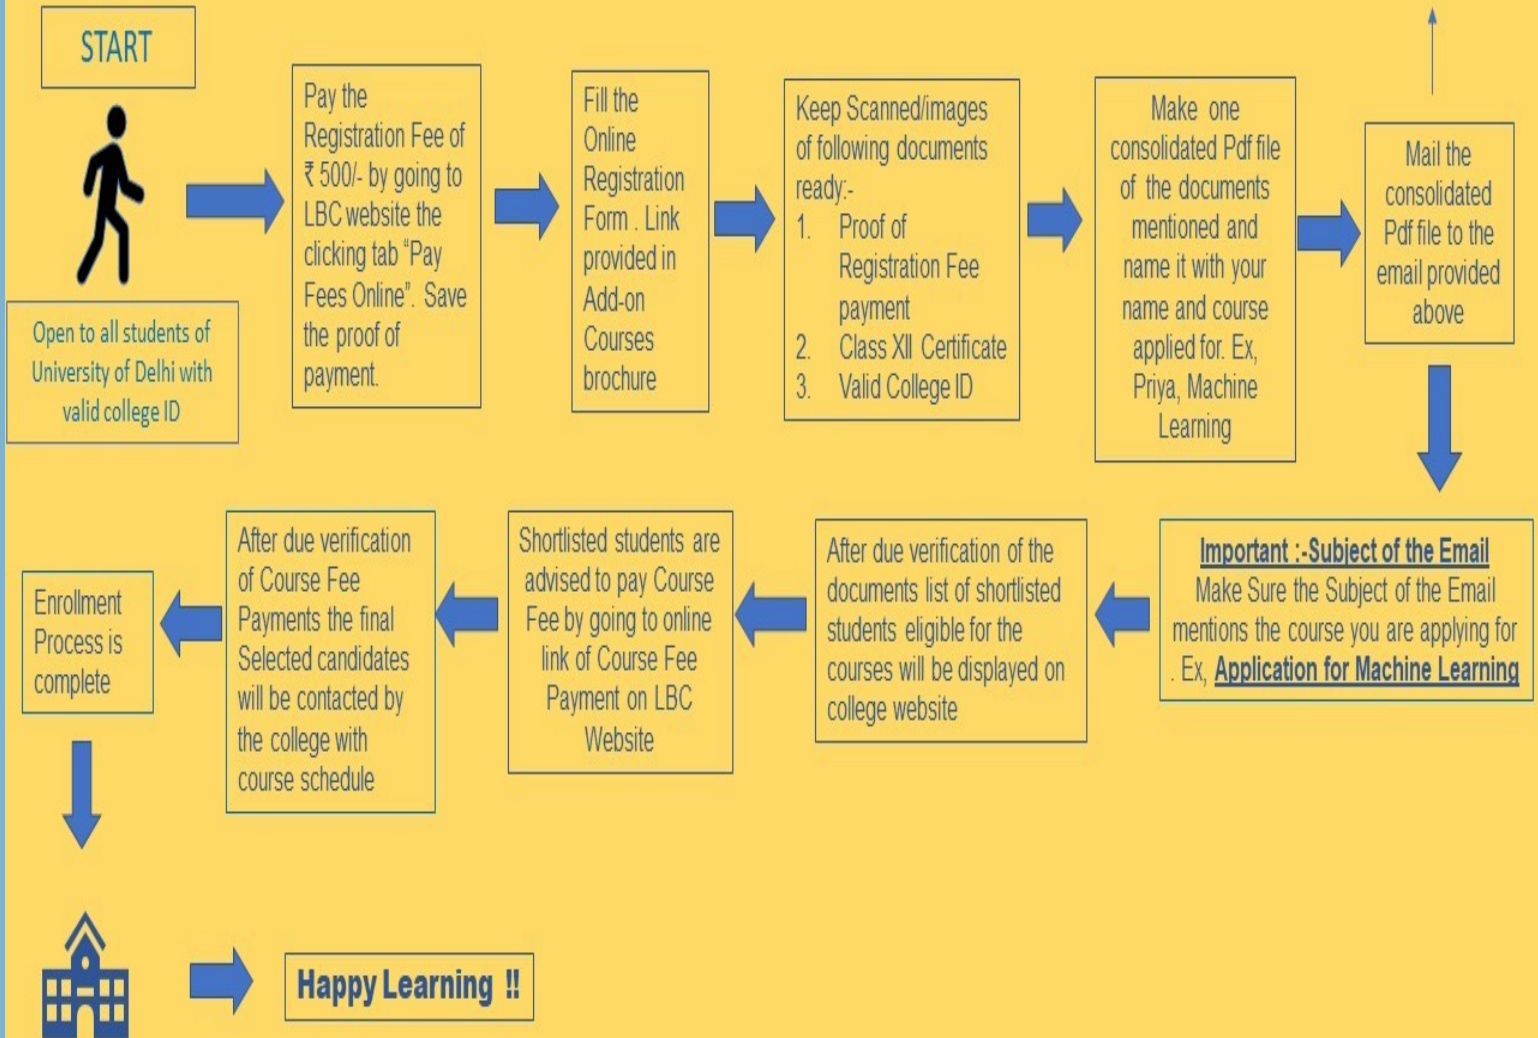 START
Open to all students of
University of Delhi with
valid college ID
Pay the
Registration Fee of
₹ 500/- by going to
LBC website the
clicking tab “Pay
Fees Online”. Save
the proof of
payment.
Fill the
Online
Registration
Form . Link
provided in
Add-on
Courses
brochure
Keep Scanned/images
of following documents
ready:-
1. Proof of
Registration Fee
payment
2. Class XII Certificate
3. Valid College ID
Make one
consolidated Pdf file
of the documents
mentioned and
name it with your
name and course
applied for. Ex,
Priya, Machine
Learning
Mail the
consolidated
Pdf file to the
email provided
above
Important :-Subject of the Email
Make Sure the Subject of the Email
mentions the course you are applying for
. Ex, Application for Machine Learning
After due verification of the
documents list of shortlisted
students eligible for the
courses will be displayed on
college website
Shortlisted students are
advised to pay Course
Fee by going to online
link of Course Fee
Payment on LBC
Website
After due verification
of Course Fee
Payments the final
Selected candidates
will be contacted by
the college with
course schedule
Enrollment
Process is
complete
Happy Learning !!